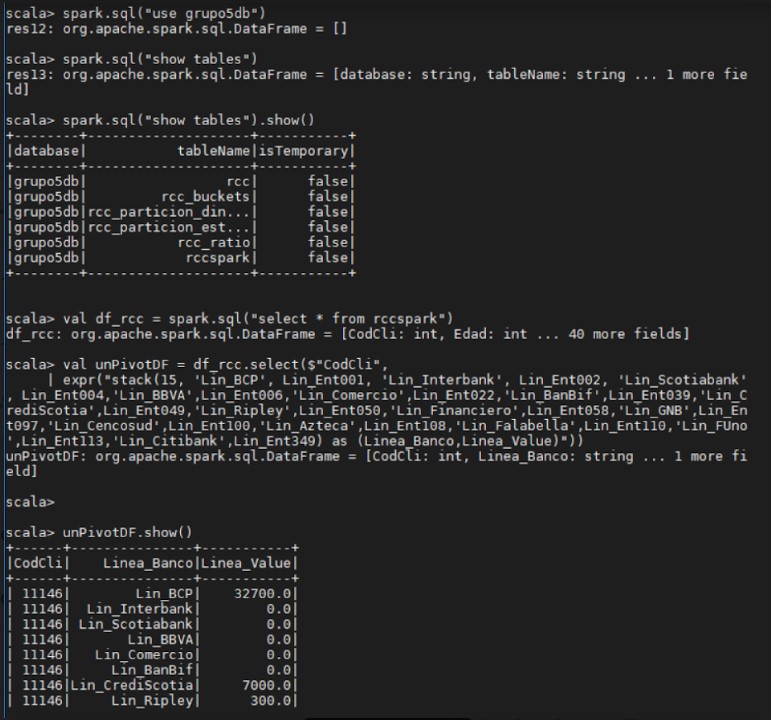 scala> spark.sql("use grupo5db")
res12: org.apache.spark.sql.DataFrame = []
scala> spark.sql("show tables")
res13: org.apache.spark.sql.DataFrame = [database: string, tableName: string ... 1 more fie
ld]
scala> spark.sql("show tables").show()
+--------+--------------------+-----------+
|database|           tableName|isTemporary|
+--------+--------------------+-----------+
|grupo5db|                 rcc|      false|
|grupo5db|         rcc_buckets|      false|
|grupo5db|rcc_particion_din...|      false|
|grupo5db|rcc_particion_est...|      false|
|grupo5db|           rcc_ratio|      false|
|grupo5db|            rccspark|      false|
+--------+--------------------+-----------+
scala> val df_rcc = spark.sql("select * from rccspark")
df_rcc: org.apache.spark.sql.DataFrame = [CodCli: int, Edad: int ... 40 more fields]
scala> val unPivotDF = df_rcc.select($"CodCli",
     | expr("stack(15, 'Lin_BCP', Lin_Ent001, 'Lin_Interbank', Lin_Ent002, 'Lin_Scotiabank'
, Lin_Ent004,'Lin_BBVA',Lin_Ent006,'Lin_Comercio',Lin_Ent022,'Lin_BanBif',Lin_Ent039,'Lin_C
rediScotia',Lin_Ent049,'Lin_Ripley',Lin_Ent050,'Lin_Financiero',Lin_Ent058,'Lin_GNB',Lin_En
t097,'Lin_Cencosud',Lin_Ent100,'Lin_Azteca',Lin_Ent108,'Lin_Falabella',Lin_Ent110,'Lin_FUno
',Lin_Ent113,'Lin_Citibank',Lin_Ent349) as (Linea_Banco,Linea_Value)"))
unPivotDF: org.apache.spark.sql.DataFrame = [CodCli: int, Linea_Banco: string ... 1 more fi
eld]
scala>
scala> unPivotDF.show()
+------+---------------+-----------+
|CodCli|    Linea_Banco|Linea_Value|
+------+---------------+-----------+
| 11146|        Lin_BCP|    32700.0|
| 11146|  Lin_Interbank|        0.0|
| 11146| Lin_Scotiabank|        0.0|
| 11146|       Lin_BBVA|        0.0|
| 11146|   Lin_Comercio|        0.0|
| 11146|     Lin_BanBif|        0.0|
| 11146|Lin_CrediScotia|     7000.0|
| 11146|     Lin_Ripley|      300.0|